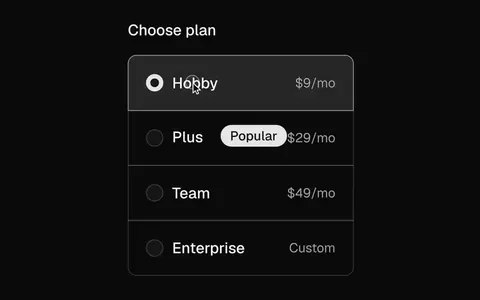 Choose plan
Hobby $9/mo
Plus Popular $29/mo
Team $49/mo
Enterprise Custom